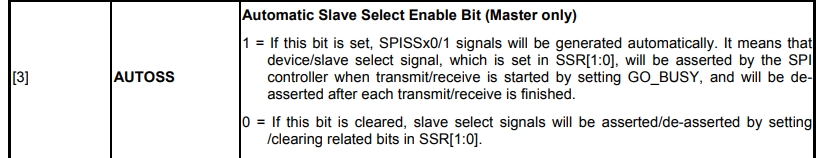 Automatic Slave Select Enable Bit (Master only)
1 = If this bit is set, SPISSx0/1 signals will be generated automatically. It means that
device/slave select signal, which is set in SSR[1:0], will be asserted by the SPI
controller when transmit/receive is started by setting GO_BUSY, and will be de-
asserted after each transmit/receive is finished.
[3]
AUTOSS
0 = If this bit is cleared, slave select signals will be asserted/de-asserted by setting
/clearing related bits in SSR[1:0].